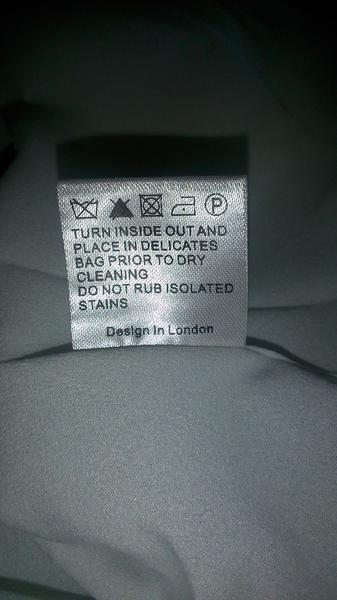 P
TURN INSIDE OUT AND
PLACE IN DELICATES
BAG PRIOR TO DRY
CLEANING
DO NOT RUB ISOLATED
STAINS
Design In London